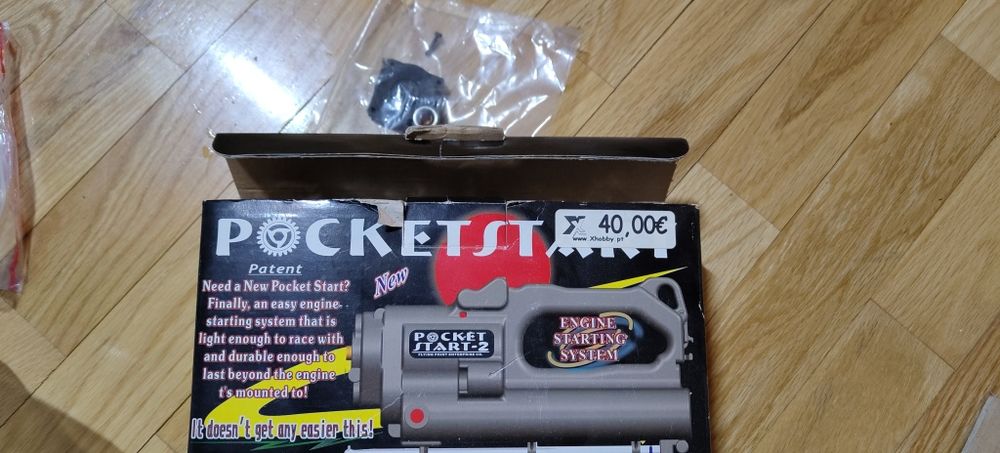 POCKETSTART
40,00€
www.Xhobby.pt
Patent
New
Need a New Pocket Start?
Finally, an easy engine-
starting system that is
light enough to race with
and durable enough to
last beyond the engine
t's mounted to!
It doesn't get any easier this!
POCKET
START-2
ENGINE
STARTING
SYSTEM